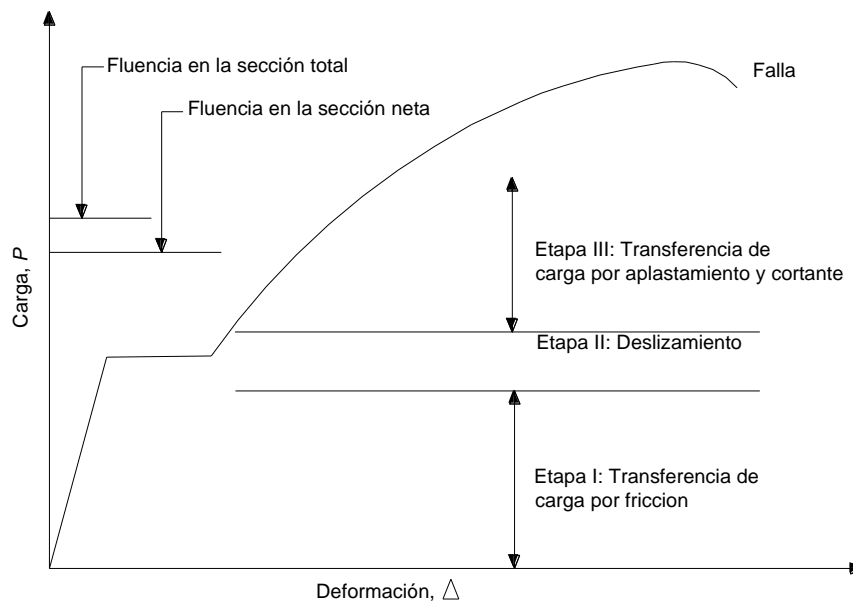 Fluencia en la sección total
Falla
Fluencia en la sección neta
Carga, P
Etapa III: Transferencia de
carga por aplastamiento y cortante
Etapa II: Deslizamiento
Etapa I: Transferencia de
carga por friccion
Deformación, △